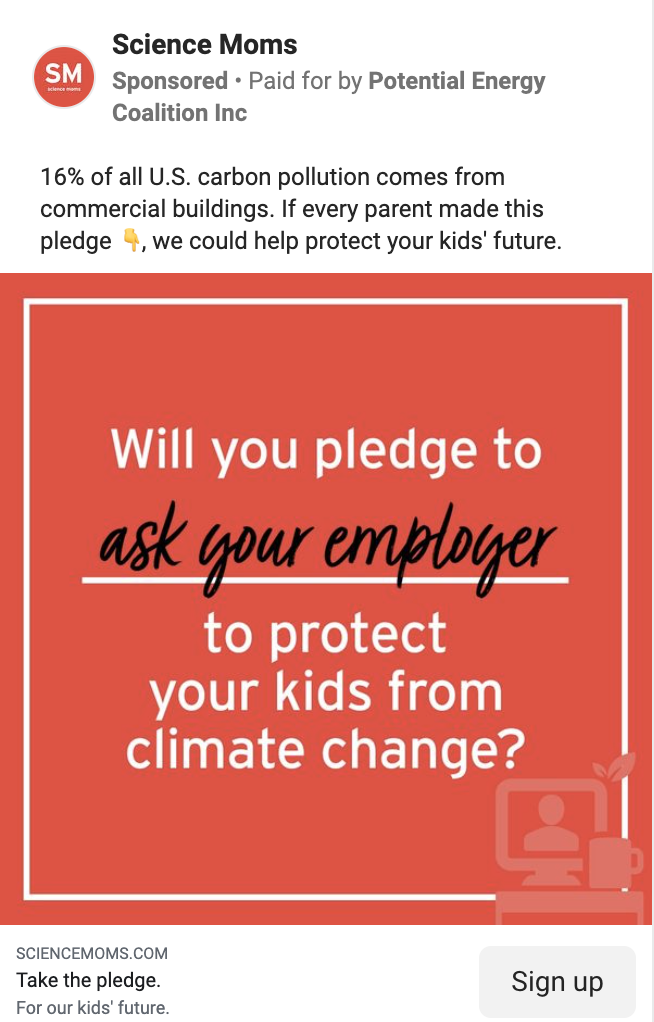 Science Moms
SM
science moms
Sponsored • Paid for by Potential Energy
Coalition Inc
16% of all U.S. carbon pollution comes from
commercial buildings. If every parent made this
pledge 👇, we could help protect your kids' future.
Will you pledge to
ask your employer
to protect
your kids from
climate change?
SCIENCEMOMS.COM
Take the pledge.
For our kids' future.
Sign up